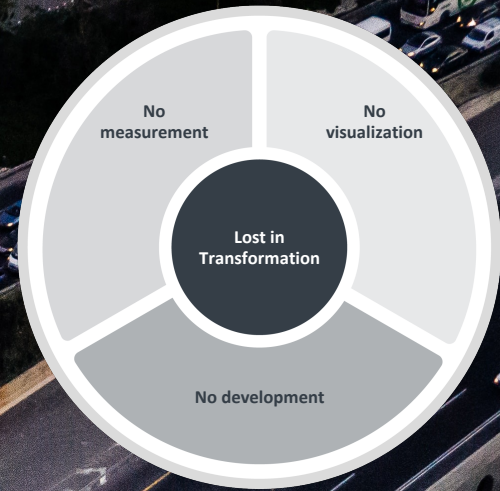 No
measurement
No
visualization
Lost in
Transformation
No development